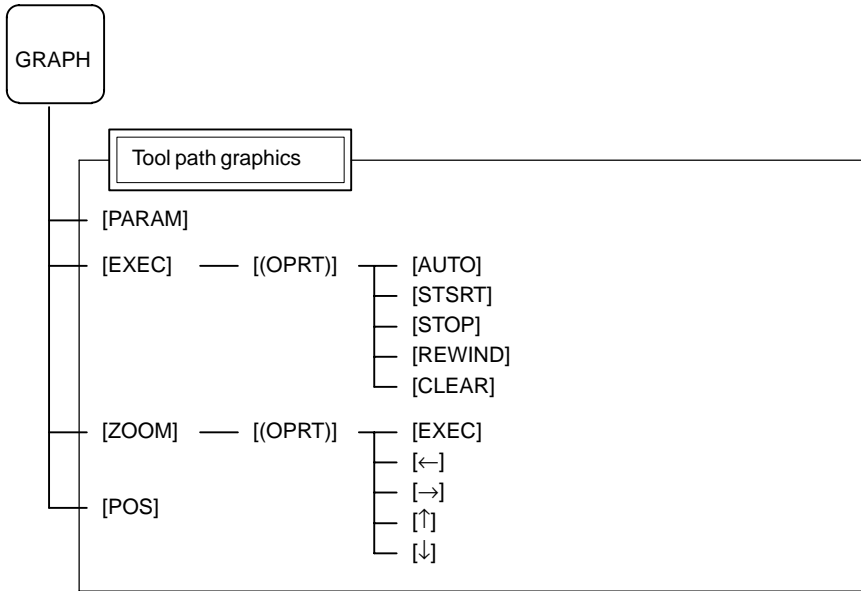 GRAPH
Tool path graphics
[PARAM]
[EXEC] [(OPRT)] [AUTO]
[STSRT]
[STOP]
[REWIND]
[CLEAR]
[ZOOM] [(OPRT)] [EXEC]
[←]
[→]
[↑]
[POS]
[↓]